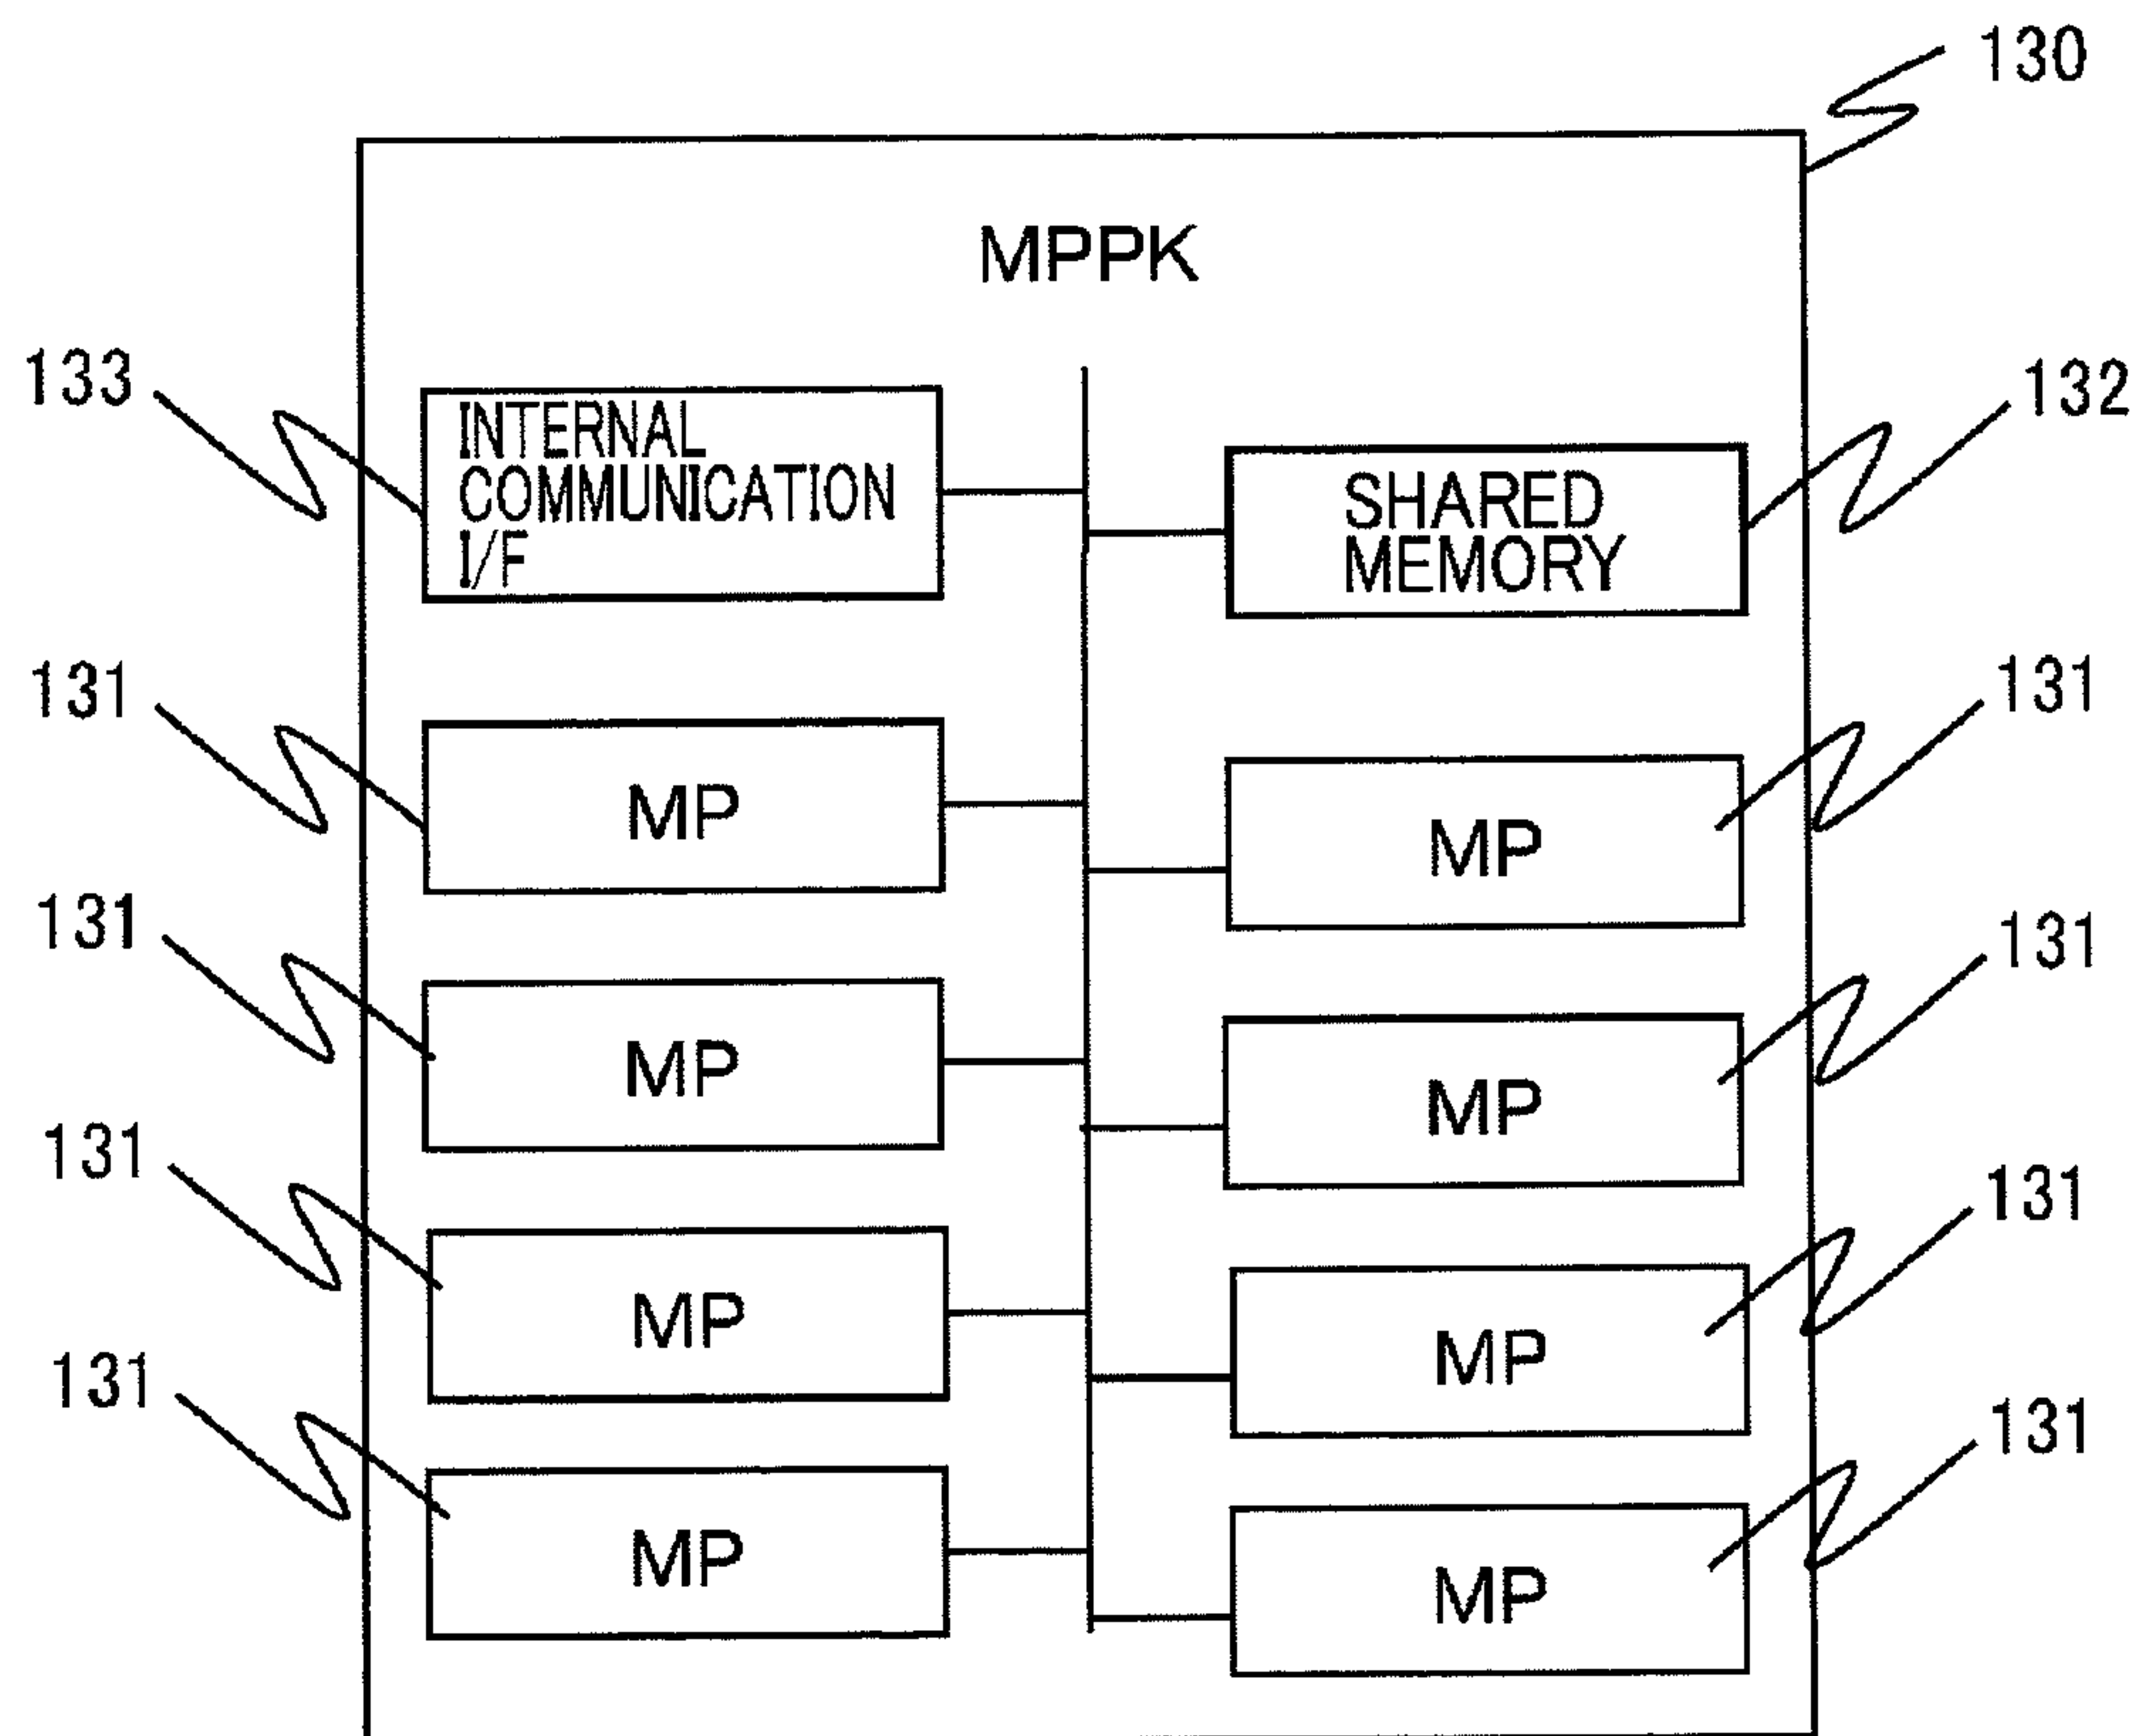 130
MPPK
133
INTERNAL
COMMUNICATION
I/F
132
SHARED
MEMORY
131
MP
131
MP
131
MP
131
MP
131
MP
131
MP
131
MP
131
MP